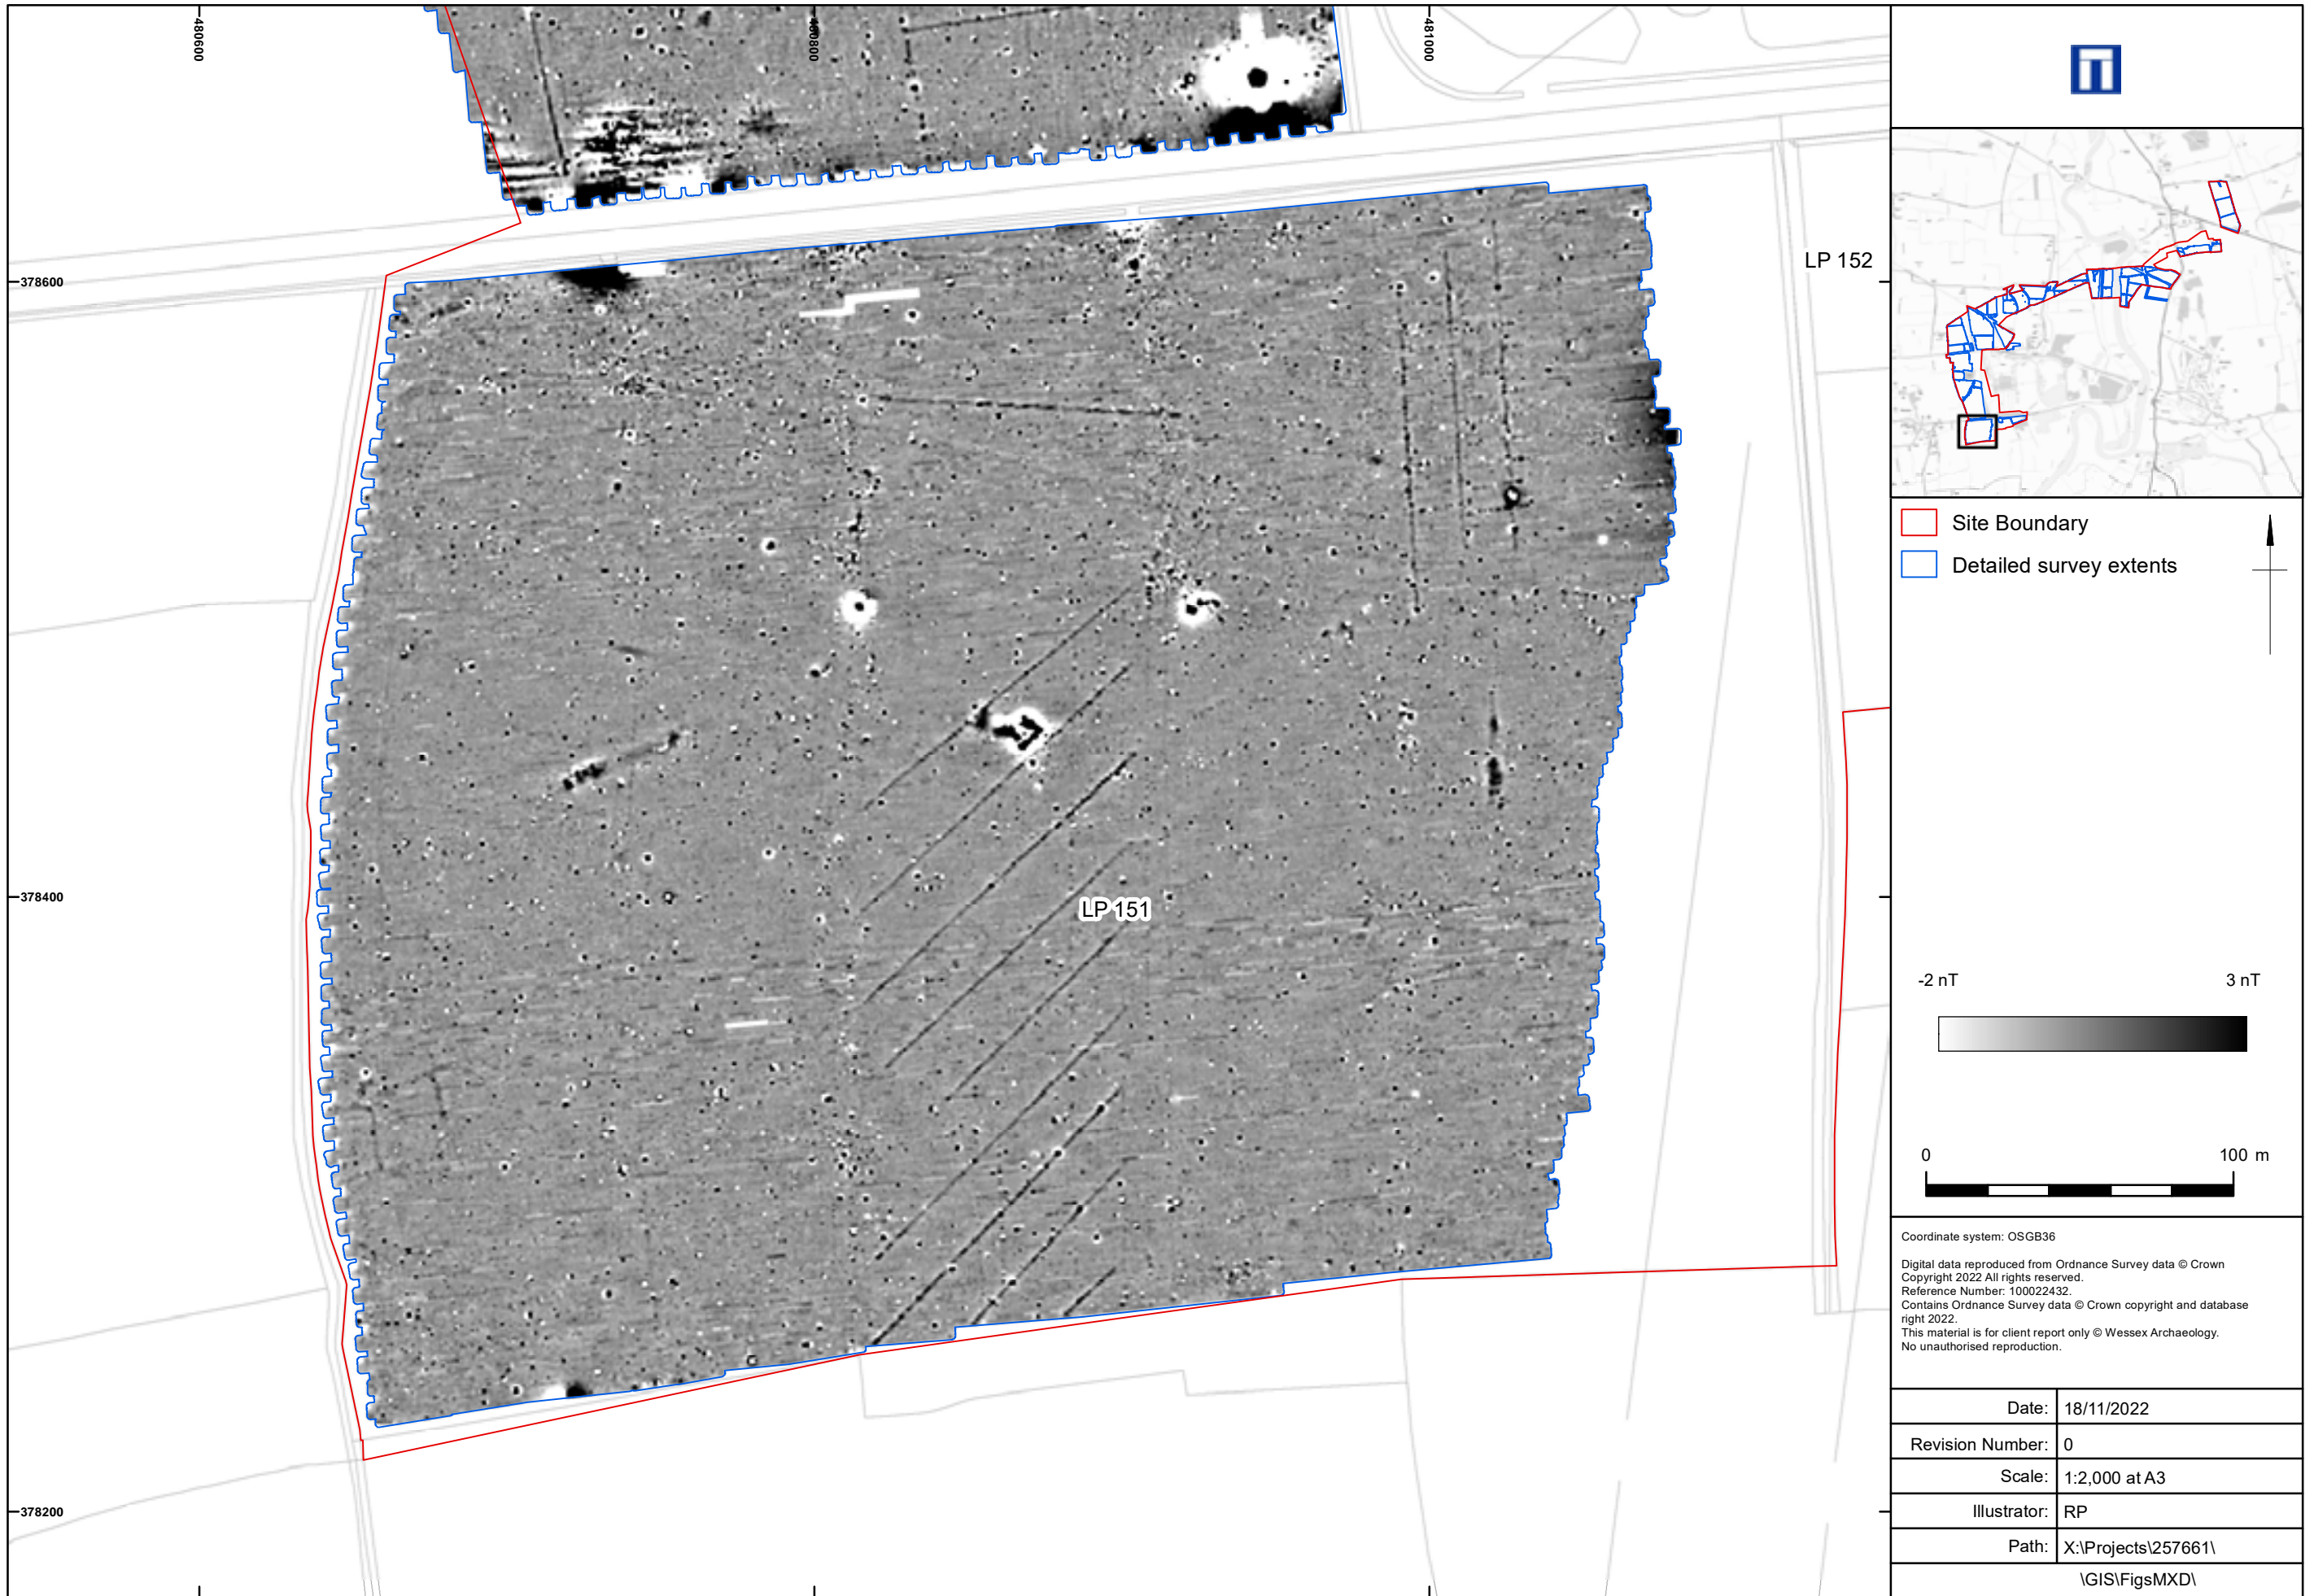 480600
480800
481000
378600
378400
378200
LP 152
LP 151
Site Boundary
Detailed survey extents
-2 nT 3 nT
0 100 m
Coordinate system: OSGB36
Digital data reproduced from Ordnance Survey data © Crown
Copyright 2022 All rights reserved.
Reference Number: 100022432.
Contains Ordnance Survey data © Crown copyright and database
right 2022.
This material is for client report only © Wessex Archaeology.
No unauthorised reproduction.
Date: 18/11/2022
Revision Number: 0
Scale: 1:2,000 at A3
Illustrator: RP
Path: X:\Projects\257661\
\GIS\FigsMXD\